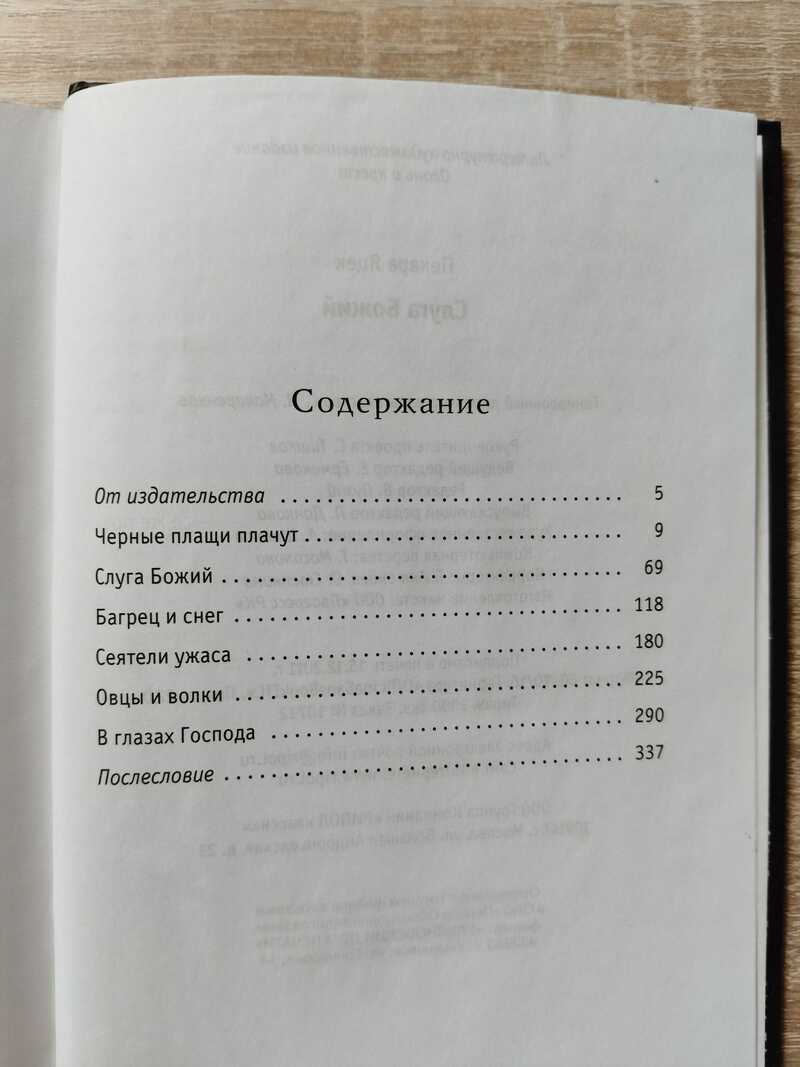 Содержание
От издательства 5
Черные плащи плачут 9
Слуга Божий 69
Багрец и снег 118
Сеятели ужаса 180
Овцы и волки 225
В глазах Господа 290
Послесловие 337